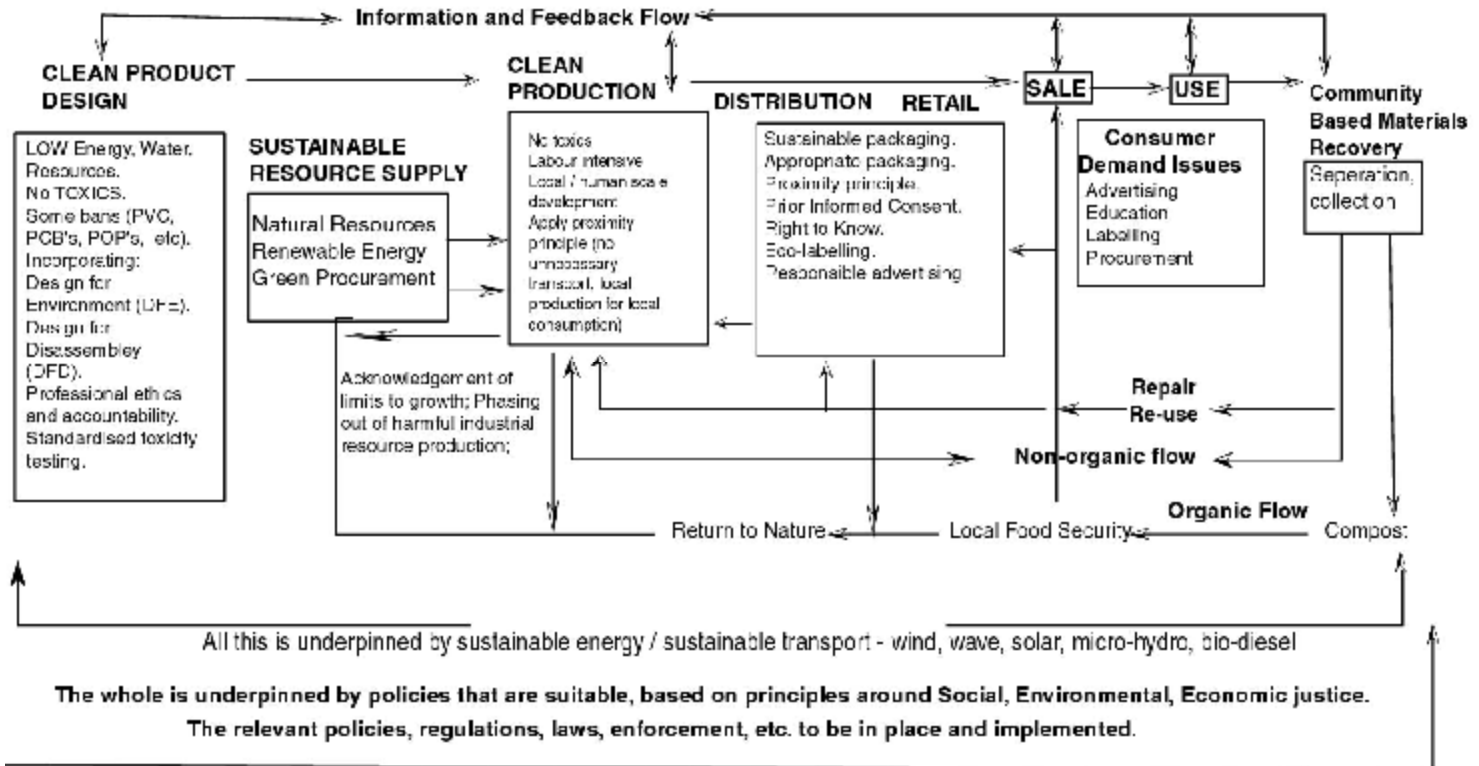 Information and Feedback Flow
CLEAN PRODUCT
DESIGN
LOW Energy, Water.
Resources.
No TOXICS.
Some bans (PVC,
PCB's, POP's, etc).
Incorporating:
Design for
Environment (DFE).
Design for
Disassembley
(DFD).
Professional ethics
and accountability.
Standardised toxicity
testing.
SUSTAINABLE
RESOURCE SUPPLY
Natural Resources
Renewable Energy
Green Procurement
Acknowledgement of
limits to growth; Phasing
out of harmful industrial
resource production;
CLEAN
PRODUCTION
No toxics
Labour intensive
Local / human scale
development
Apply proximity
principle (no
unnecessary
transport, local
production for local
consumption)
DISTRIBUTION RETAIL
Sustainable packaging.
Appropriate packaging.
Proximity principle.
Prior Informed Consent.
Right to Know.
Eco-labelling.
Responsible advertising
SALE
USE
Consumer
Demand Issues
Advertising
Education
Labelling
Procurement
Community
Based Materials
Recovery
Seperation,
collection
Repair
Re-use
Non-organic flow
Organic Flow
Return to Nature
Local Food Security
Compost
All this is underpinned by sustainable energy / sustainable transport - wind, wave, solar, micro-hydro, bio-diesel
The whole is underpinned by policies that are suitable, based on principles around Social, Environmental, Economic justice.
The relevant policies, regulations, laws, enforcement, etc. to be in place and implemented.